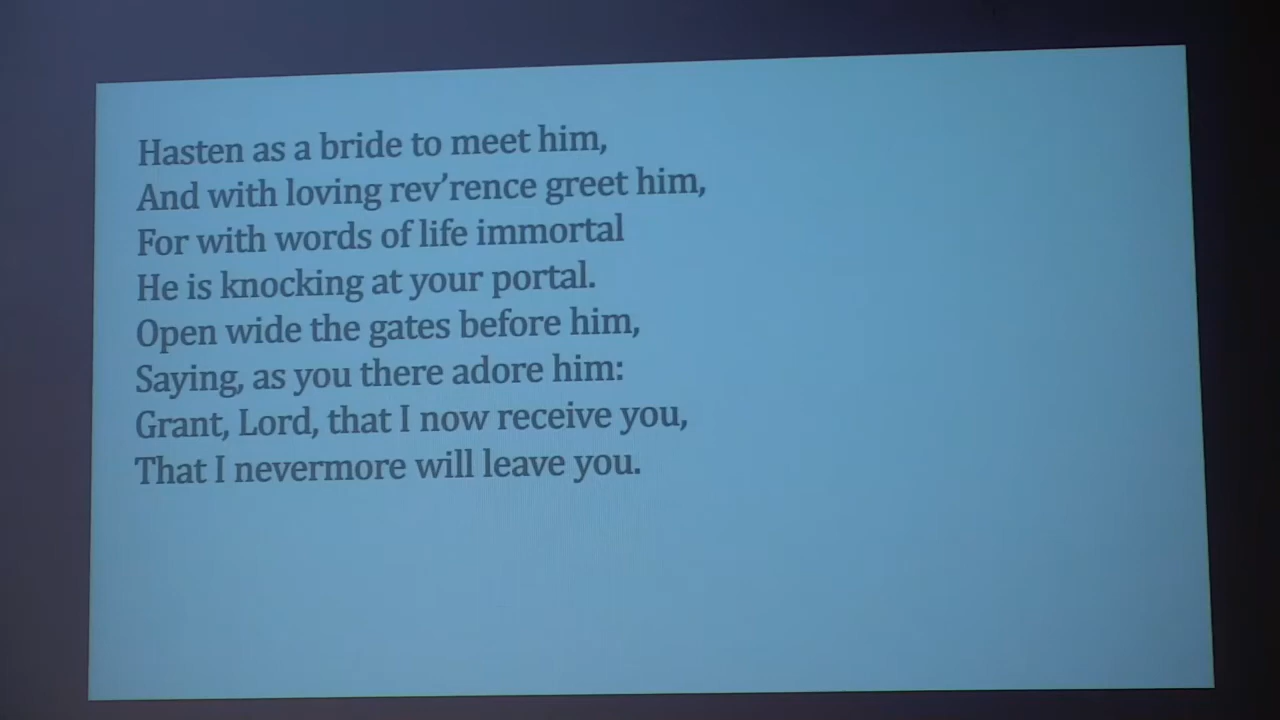 Hasten as a bride to meet him,
And with loving rev’rence greet him,
For with words of life immortal
He is knocking at your portal.
Open wide the gates before him,
Saying, as you there adore him:
Grant, Lord, that I now receive you,
That I nevermore will leave you.